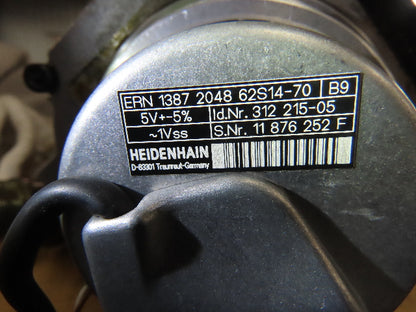 ERN 1387 2048 62S14-70 B9
5V+-5% Id.Nr. 312 215-05
~1Vss S.Nr. 11 876 252 F
HEIDENHAIN
D-83301 Traunreut-Germany